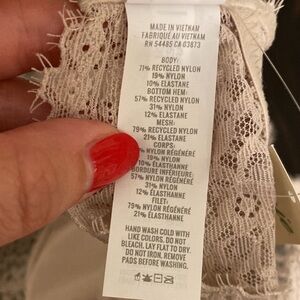 MADE IN VIETNAM
FABRIQUÉ AU VIETNAM
RN 54485 CA 03873
BODY:
71% RECYCLED NYLON
19% NYLON
10% ELASTANE
BOTTOM HEM:
57% RECYCLED NYLON
31% NYLON
12% ELASTANE
MESH:
79% RECYCLED NYLON
21% ELASTANE
CORPS:
% NYLON RÉGÉNÉRÉ
% NYLON
10% ÉLASTHANNE
BORDURE INFÉRIEURE:
57% NYLON RÉGÉNÉRÉ
31% NYLON
12% ÉLASTHANNE
FILET:
79% NYLON RÉGÉNÉRÉ
21% ÉLASTHANNE
HAND WASH COLD WITH
LIKE COLORS. DO NOT
BLEACH. LAY FLAT TO DRY.
DO NOT IRON. REMOVE
PADS BEFORE WASHING.